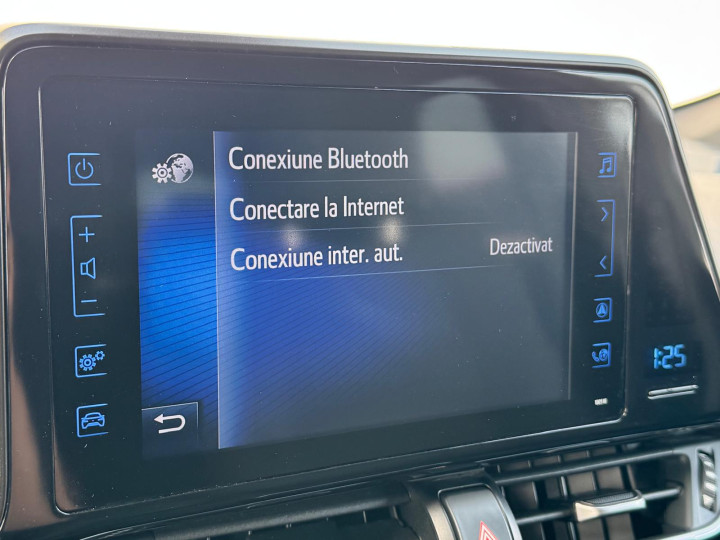 Conexiune Bluetooth
Conectare la Internet
Conexiune inter. aut. Dezactivat
1:25